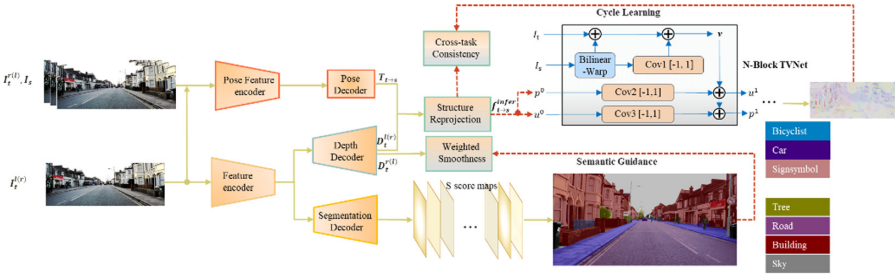 Cycle Learning
I_t^{r(l)}, I_s
Pose Feature
encoder
Pose
Decoder
T_{t→s}
Cross-task
Consistency
I_t
I_s
Bilinear
-Warp
Cov1 [-1, 1]
v
N-Block TVNet
Structure
Reprojection
f_{t→s}^{infer}
p^0
u^0
Cov2 [-1,1]
Cov3 [-1,1]
u^1
p^1
...
I_t^{l(r)}
Feature
encoder
Depth
Decoder
D_t^{l(r)}
D_t^{r(l)}
Weighted
Smoothness
Semantic Guidance
Segmentation
Decoder
S score maps
...
Bicyclist
Car
Signsymbol
Tree
Road
Building
Sky